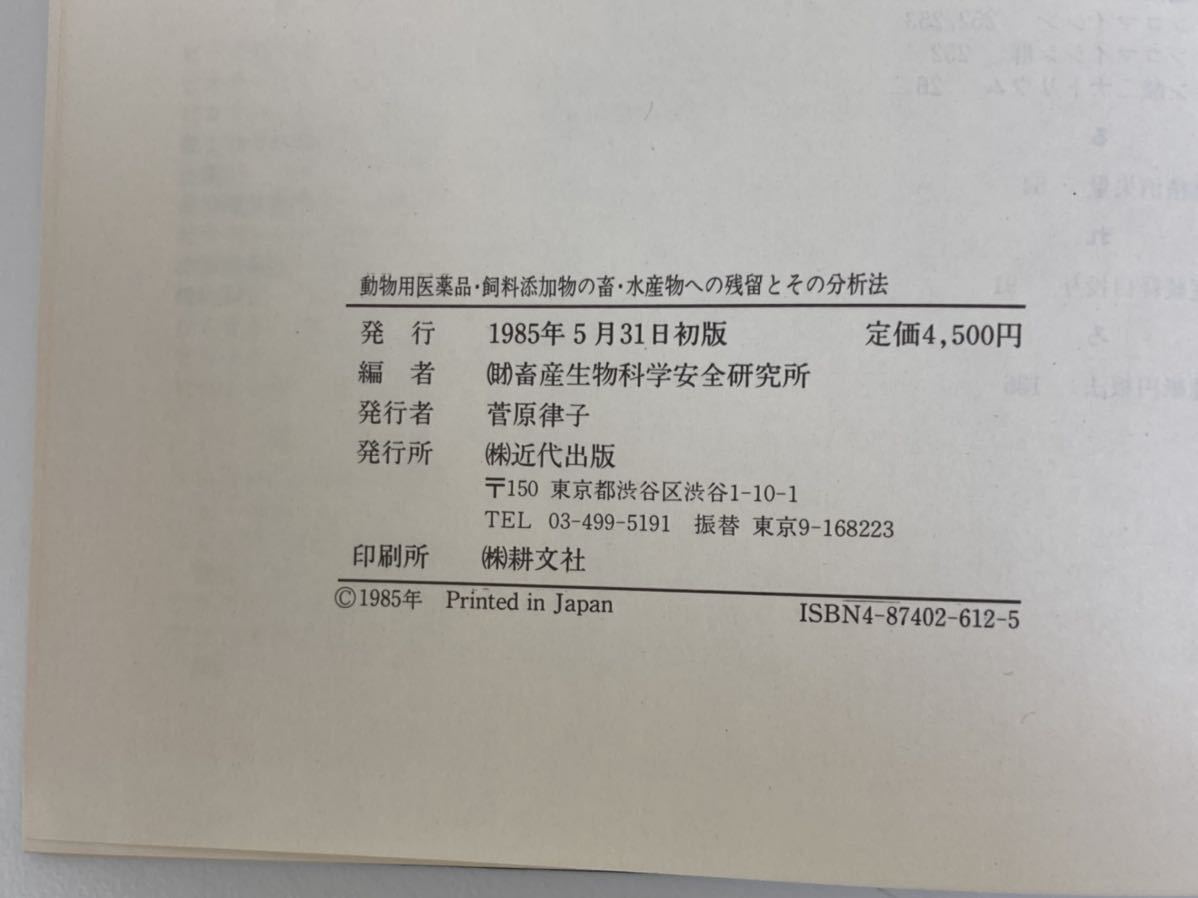 動物用医薬品・飼料添加物の畜・水産物への残留とその分析法
発　行　1985年5月31日初版　定価4,500円
編　者　㈶畜産生物科学安全研究所
発行者　菅原律子
発行所　㈱近代出版
〒150 東京都渋谷区渋谷1-10-1
TEL 03-499-5191 振替 東京9-168223
印刷所　㈱耕文社
©1985年 Printed in Japan ISBN4-87402-612-5